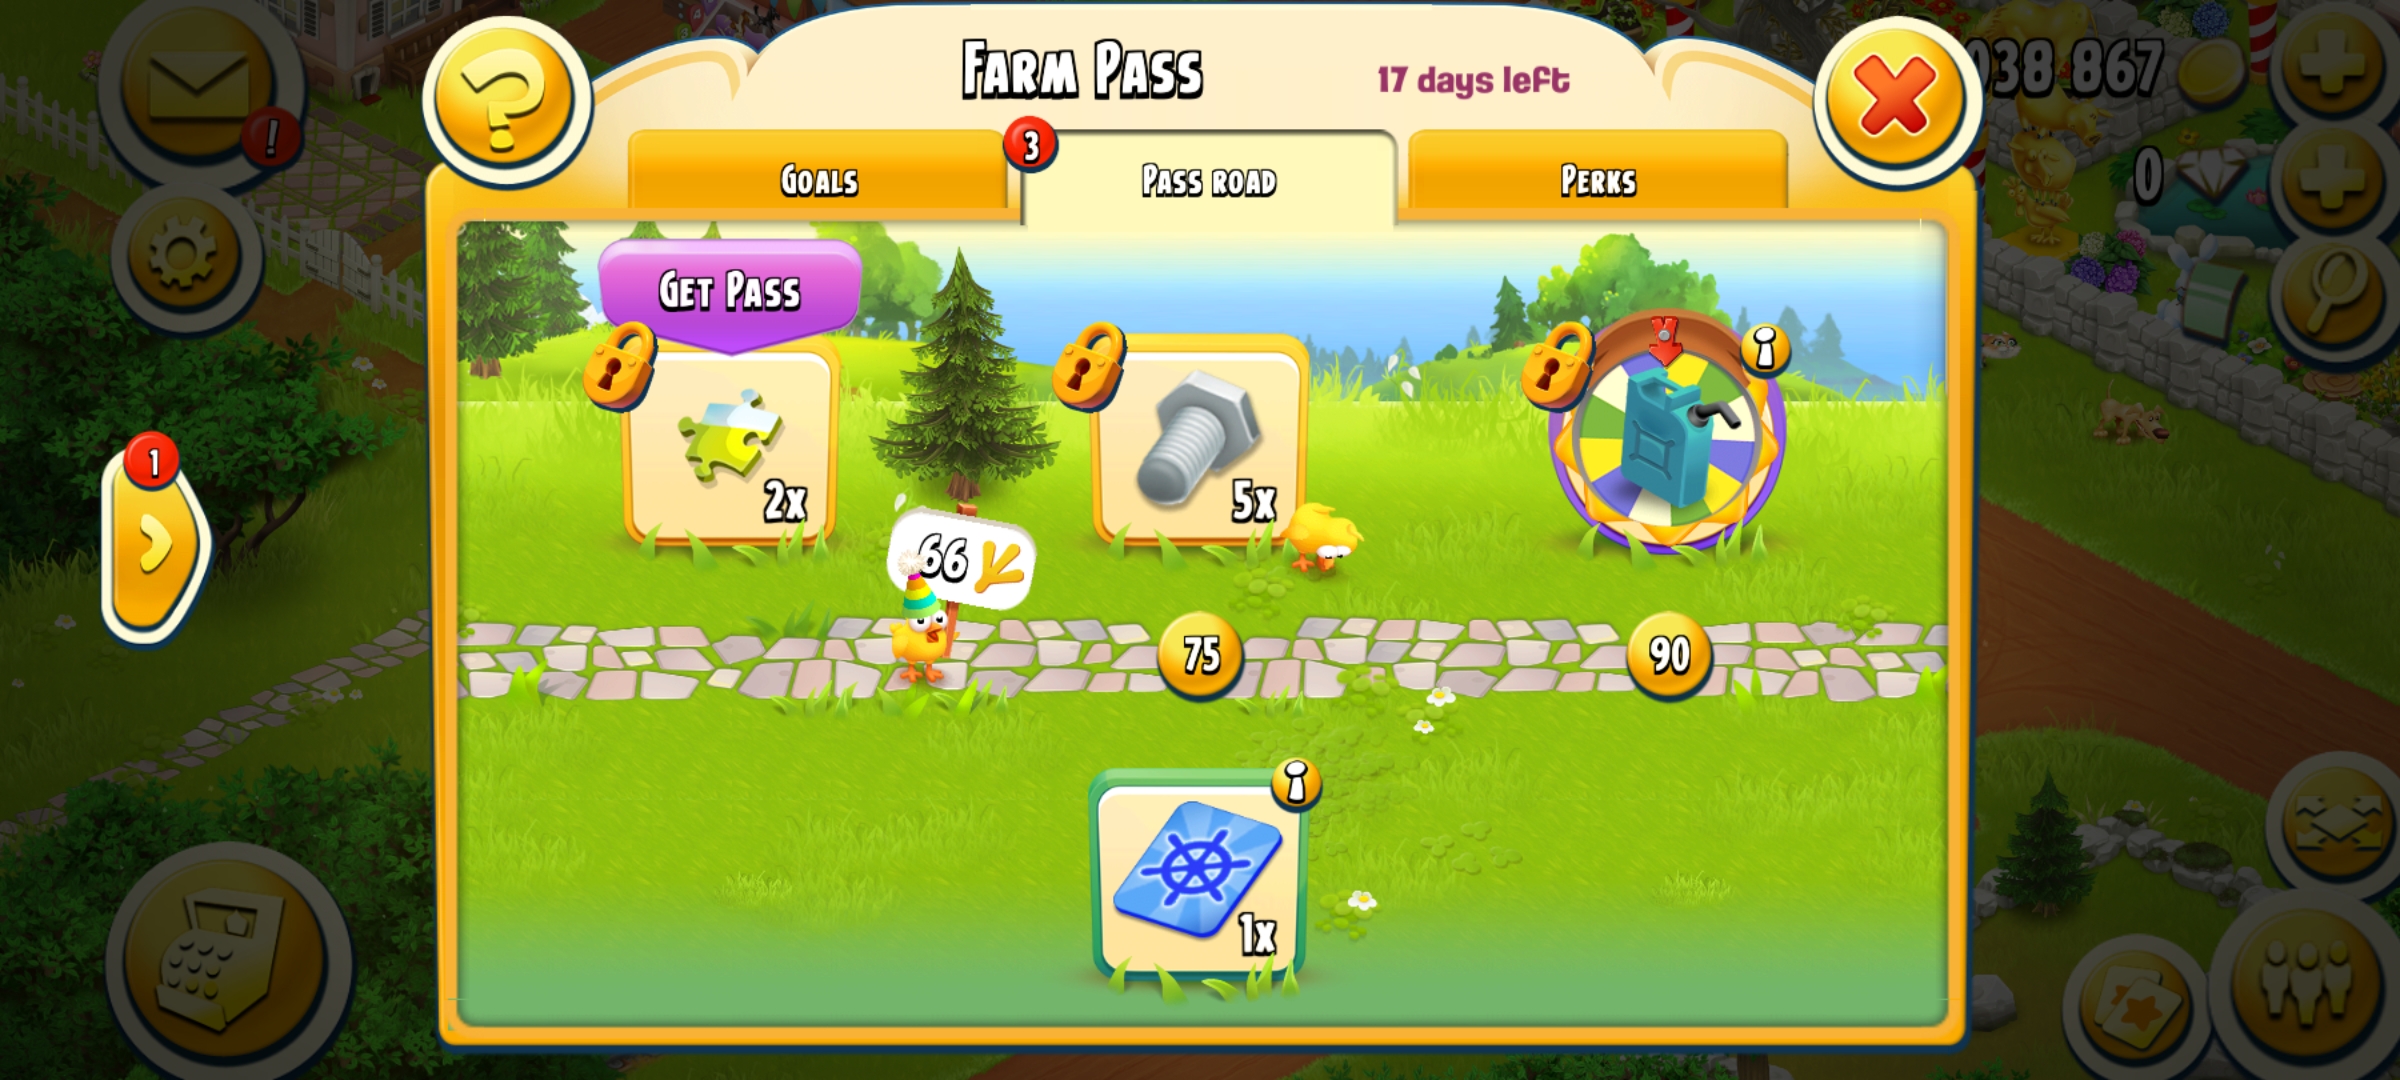 FARM PASS
17 days left
038 867
!
3
GOALS
PASS ROAD
PERKS
0
GET PASS
1
2x
5x
66
75
90
1x